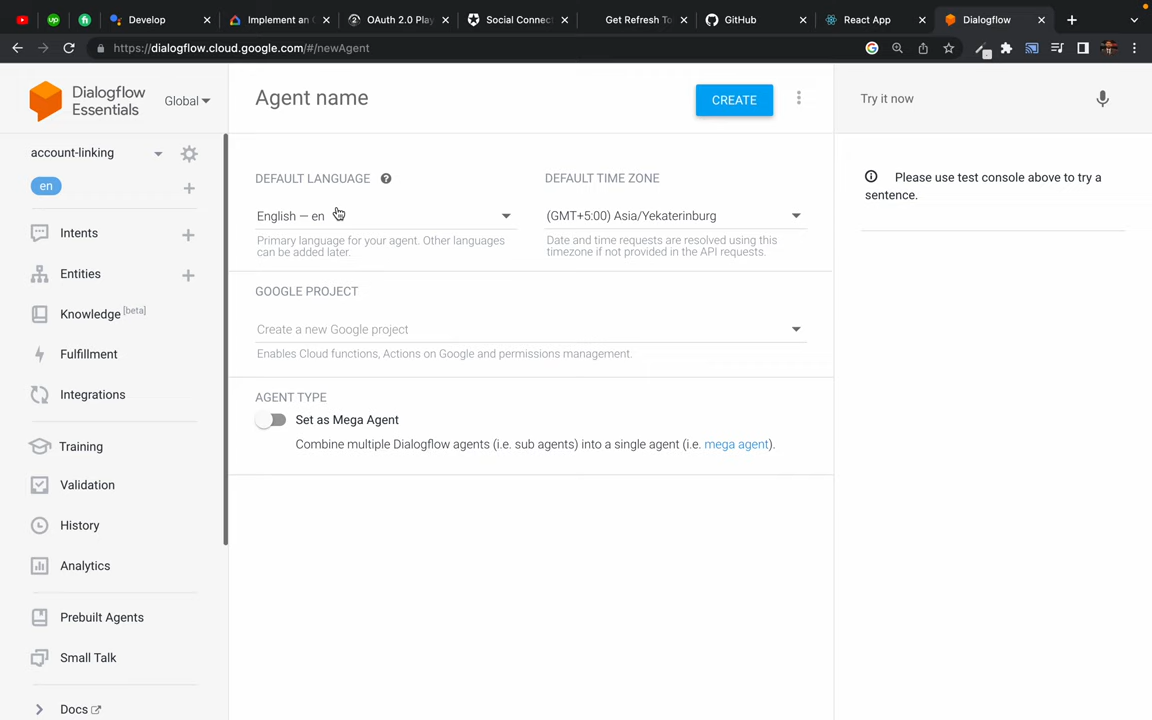 Develop
Implement an
OAuth 2.0 Play
Social Connect
Get Refresh To
GitHub
React App
Dialogflow
https://dialogflow.cloud.google.com/#/newAgent
Dialogflow
Essentials
Global
Agent name
CREATE
Try it now
account-linking
en
DEFAULT LANGUAGE
DEFAULT TIME ZONE
Please use test console above to try a
sentence.
English — en
(GMT+5:00) Asia/Yekaterinburg
Primary language for your agent. Other languages
can be added later.
Date and time requests are resolved using this
timezone if not provided in the API requests.
Intents
Entities
Knowledge [beta]
Fulfillment
Integrations
Training
Validation
History
Analytics
Prebuilt Agents
Small Talk
Docs
GOOGLE PROJECT
Create a new Google project
Enables Cloud functions, Actions on Google and permissions management.
AGENT TYPE
Set as Mega Agent
Combine multiple Dialogflow agents (i.e. sub agents) into a single agent (i.e. mega agent).